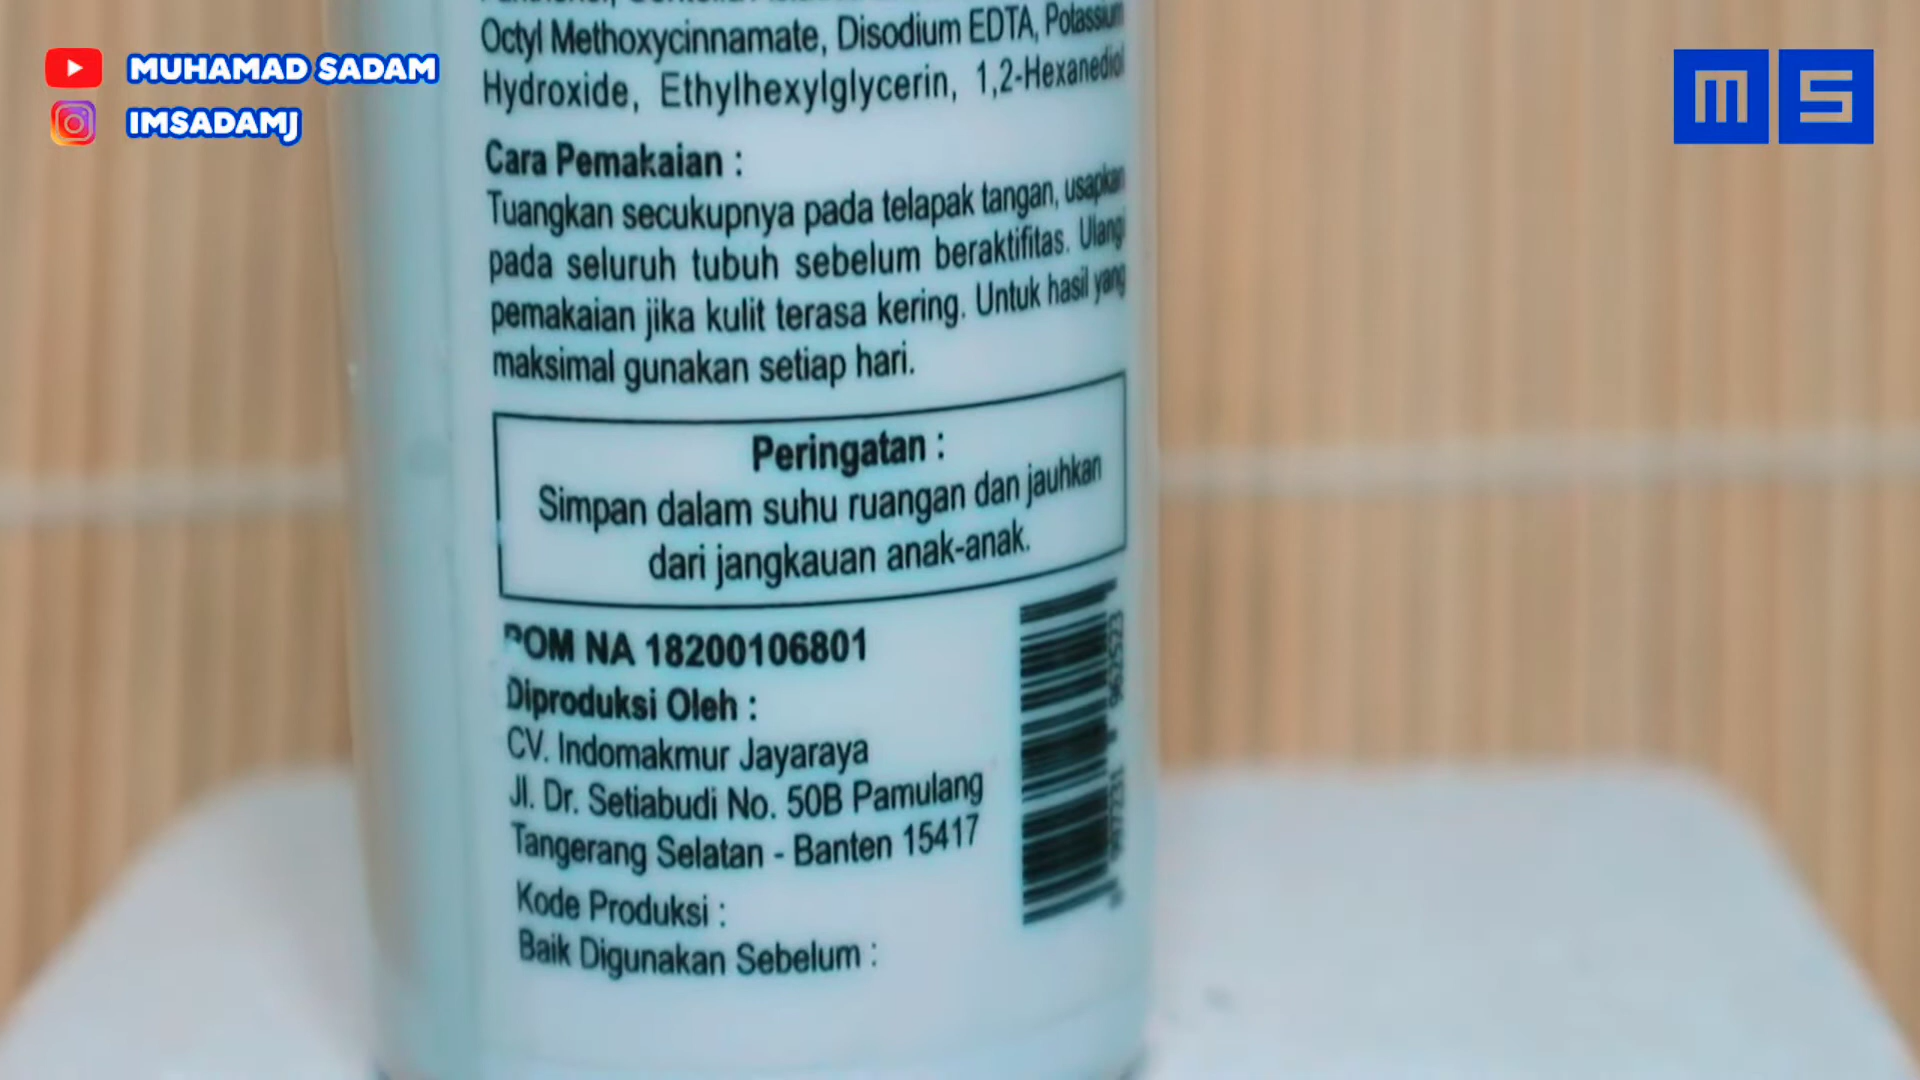 MUHAMAD SADAM
IMSADAMJ
MS
Octyl Methoxycinnamate, Disodium EDTA, Potassium
Hydroxide, Ethylhexylglycerin, 1,2-Hexanediol
Cara Pemakaian :
Tuangkan secukupnya pada telapak tangan, usapkan
pada seluruh tubuh sebelum beraktifitas. Ulangi
pemakaian jika kulit terasa kering. Untuk hasil yang
maksimal gunakan setiap hari.
Peringatan :
Simpan dalam suhu ruangan dan jauhkan
dari jangkauan anak-anak.
POM NA 18200106801
Diproduksi Oleh :
CV. Indomakmur Jayaraya
Jl. Dr. Setiabudi No. 50B Pamulang
Tangerang Selatan - Banten 15417
Kode Produksi :
Baik Digunakan Sebelum :